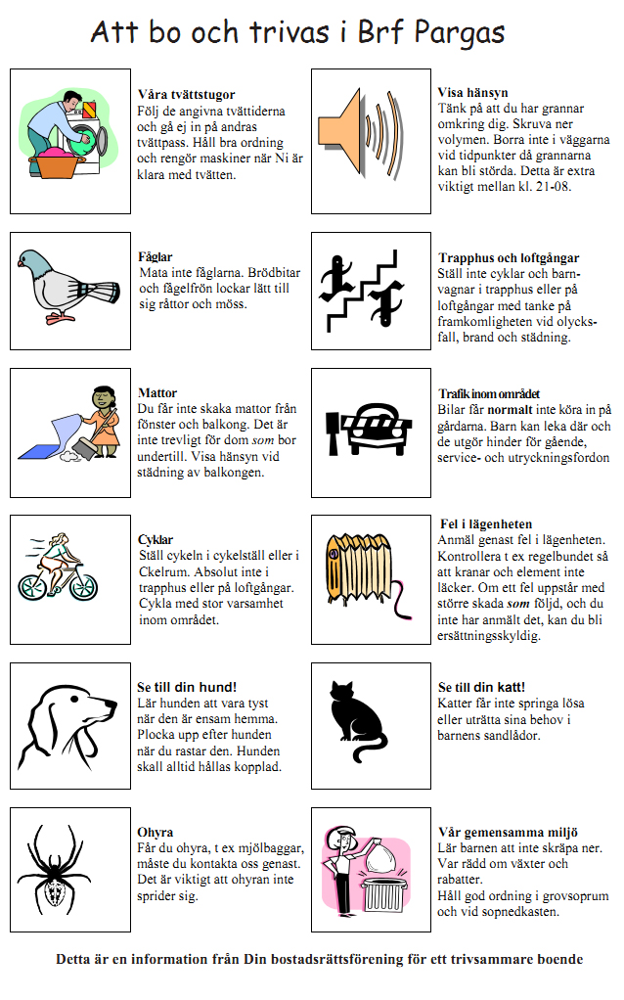 Att bo och trivas i Brf Pargas
Våra tvättstugor
Följ de angivna tvättiderna
och gå ej in på andras
tvättpass. Håll bra ordning
och rengör maskiner när Ni är
klara med tvätten.
Visa hänsyn
Tänk på att du har grannar
omkring dig. Skruva ner
volymen. Borra inte i väggarna
vid tidpunkter då grannarna
kan bli störda. Detta är extra
viktigt mellan kl. 21-08.
Fåglar
Mata inte fåglarna. Brödbitar
och fågelfrön lockar lätt till
sig råttor och möss.
Trapphus och loftgångar
Ställ inte cyklar och barn-
vagnar i trapphus eller på
loftgångar med tanke på
framkomligheten vid olycks-
fall, brand och städning.
Mattor
Du får inte skaka mattor från
fönster och balkong. Det är
inte trevligt för dom som bor
undertill. Visa hänsyn vid
städning av balkongen.
Trafik inom området
Bilar får normalt inte köra in på
gårdarna. Barn kan leka där och
de utgör hinder för gående,
service- och utryckningsfordon
Cyklar
Ställ cykeln i cykelställ eller i
Ckelrum. Absolut inte i
trapphus eller på loftgångar.
Cykla med stor varsamhet
inom området.
Fel i lägenheten
Anmäl genast fel i lägenheten.
Kontrollera t ex regelbundet så
att kranar och element inte
läcker. Om ett fel uppstår med
större skada som följd, och du
inte har anmält det, kan du bli
ersättningsskyldig.
Se till din hund!
Lär hunden att vara tyst
när den är ensam hemma.
Plocka upp efter hunden
när du rastar den. Hunden
skall alltid hållas kopplad.
Se till din katt!
Katter får inte springa lösa
eller uträtta sina behov i
barnens sandlådor.
Ohyra
Får du ohyra, t ex mjölbaggar,
måste du kontakta oss genast.
Det är viktigt att ohyran inte
sprider sig.
Vår gemensamma miljö
Lär barnen att inte skräpa ner.
Var rädd om växter och
rabatter.
Håll god ordning i grovsoprum
och vid sopnedkasten.
Detta är en information från Din bostadsrättsförening för ett trivsammare boende